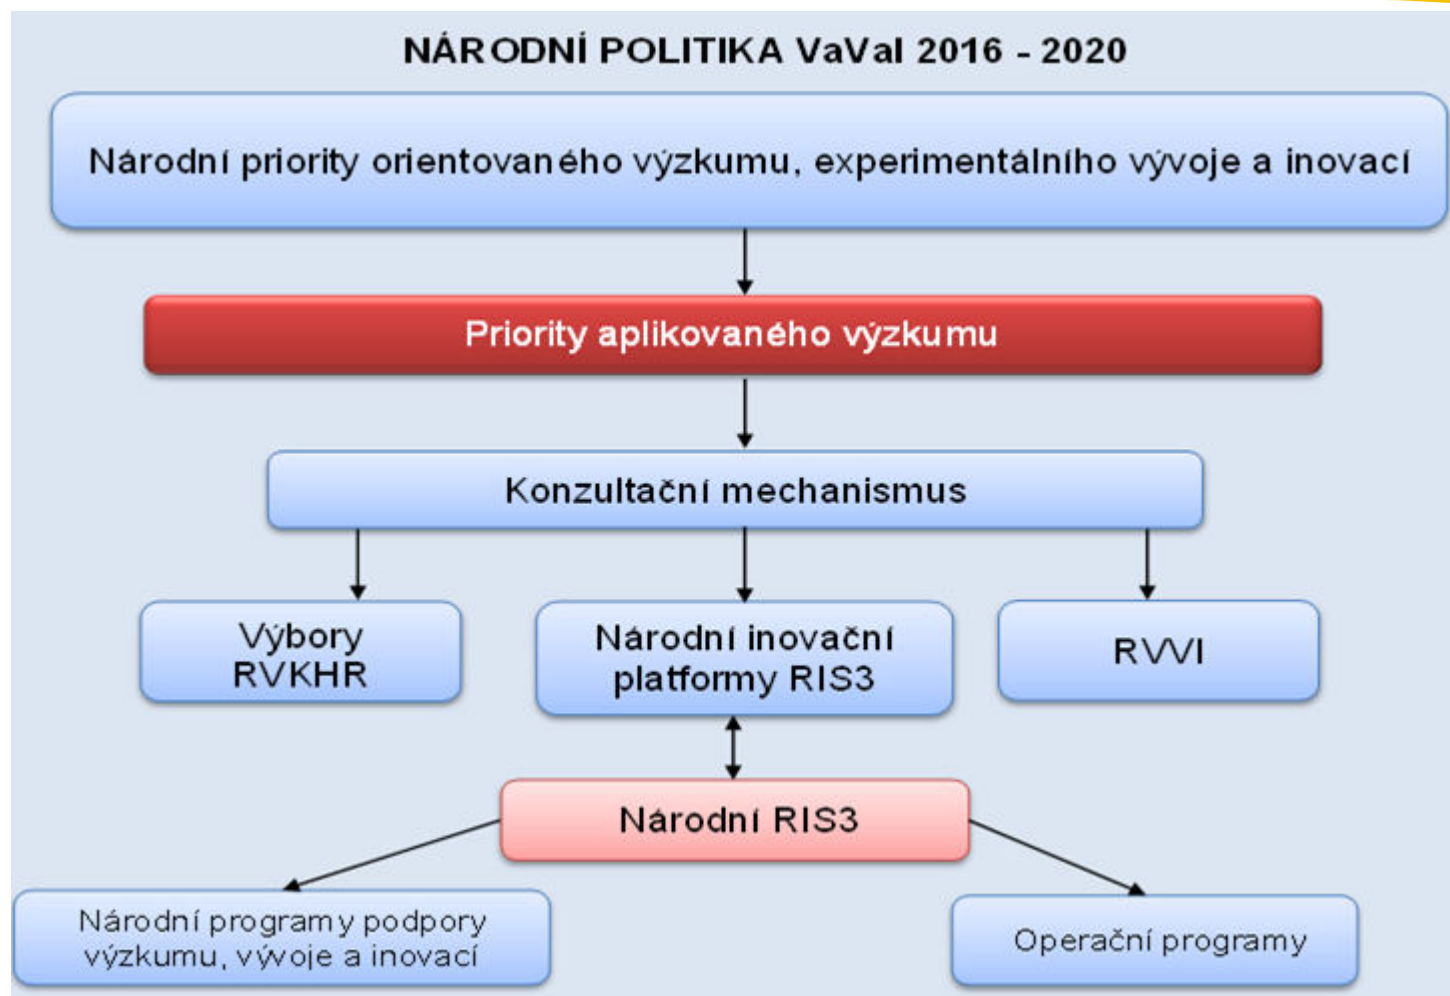 NÁRODNÍ POLITIKA VaVaI 2016 - 2020
Národní priority orientovaného výzkumu, experimentálního vývoje a inovací
Priority aplikovaného výzkumu
Konzultační mechanismus
Výbory
RVKHR
Národní inovační
platformy RIS3
RVVI
Národní RIS3
Národní programy podpory
výzkumu, vývoje a inovací
Operační programy